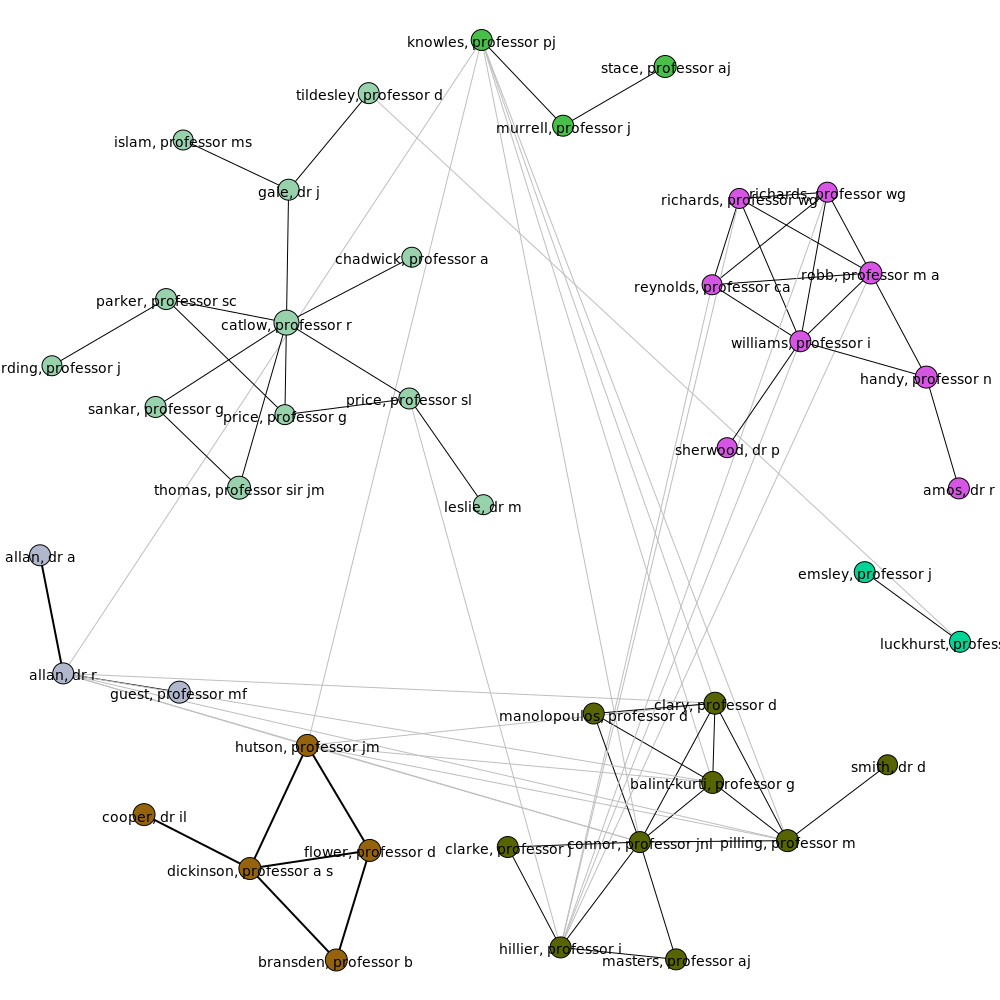 knowles, professor pj
stace, professor aj
tildesley, professor d
murrell, professor j
islam, professor ms
gale, dr j
richards, professor wg
richards, professor wg
chadwick, professor a
robb, professor m a
reynolds, professor ca
parker, professor sc
catlow, professor r
williams, professor i
rding, professor j
handy, professor n
price, professor sl
sankar, professor g
price, professor g
sherwood, dr p
thomas, professor sir jm
amos, dr r
leslie, dr m
allan, dr a
emsley, professor j
luckhurst, profess
allan, dr r
guest, professor mf
clary, professor d
manolopoulos, professor d
hutson, professor jm
smith, dr d
balint-kurti, professor g
cooper, dr il
connor, professor jnl
pilling, professor m
clarke, professor j
flower, professor d
dickinson, professor a s
hillier, professor i
masters, professor aj
bransden, professor b